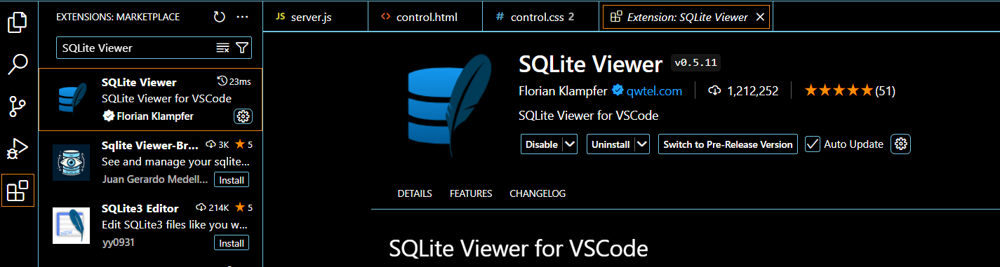 EXTENSIONS: MARKETPLACE
SQLite Viewer
SQLite Viewer 23ms
SQLite Viewer for VSCode
Florian Klampfer
Sqlite Viewer-Br... 3K 5
See and manage your sqlite...
Juan Gerardo Medell... Install
SQLite3 Editor 214K 5
Edit SQLite3 files like you w...
yy0931 Install
NEW
JS server.js <> control.html # control.css 2 Extension: SQLite Viewer
SQLite Viewer v0.5.11
Florian Klampfer qwtel.com 1,212,252 (51)
SQLite Viewer for VSCode
Disable Uninstall Switch to Pre-Release Version Auto Update
DETAILS FEATURES CHANGELOG
SQLite Viewer for VSCode